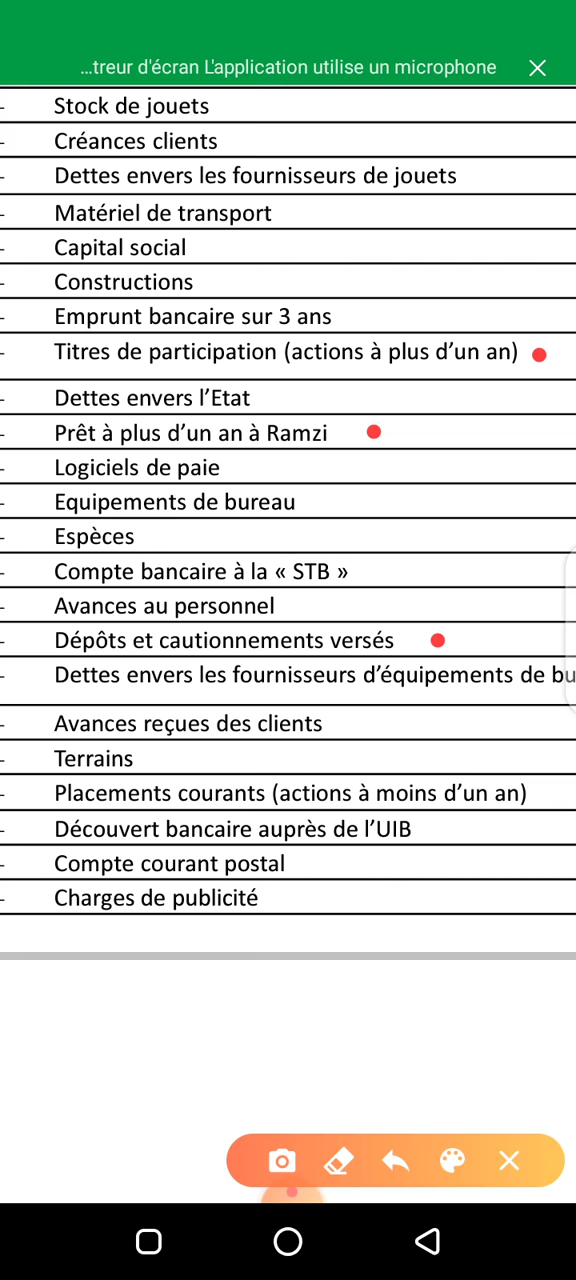 ...treur d'écran L'application utilise un microphone
- Stock de jouets
- Créances clients
- Dettes envers les fournisseurs de jouets
- Matériel de transport
- Capital social
- Constructions
- Emprunt bancaire sur 3 ans
- Titres de participation (actions à plus d'un an)
- Dettes envers l'Etat
- Prêt à plus d'un an à Ramzi
- Logiciels de paie
- Equipements de bureau
- Espèces
- Compte bancaire à la « STB »
- Avances au personnel
- Dépôts et cautionnements versés
- Dettes envers les fournisseurs d'équipements de bu
- Avances reçues des clients
- Terrains
- Placements courants (actions à moins d'un an)
- Découvert bancaire auprès de l'UIB
- Compte courant postal
- Charges de publicité